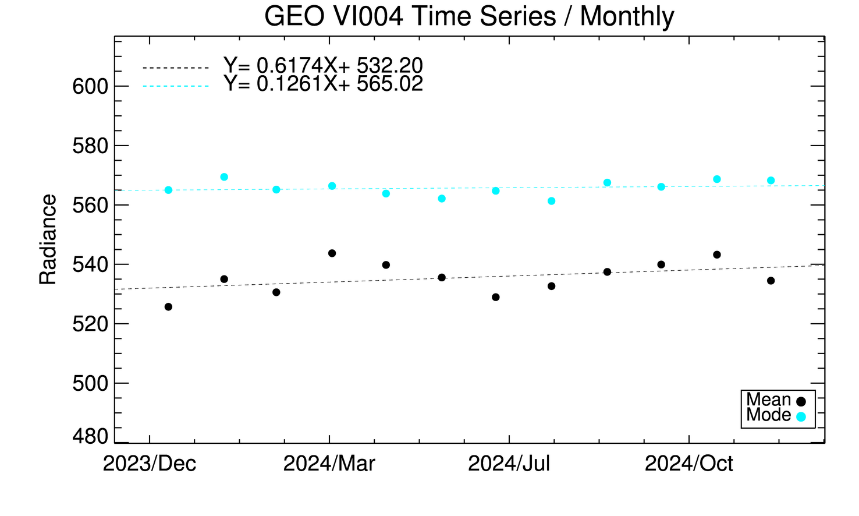 GEO VI004 Time Series / Monthly
Y= 0.6174X+ 532.20
Y= 0.1261X+ 565.02
600
580
560
540
520
500
480
Radiance
Mean
Mode
2023/Dec 2024/Mar 2024/Jul 2024/Oct